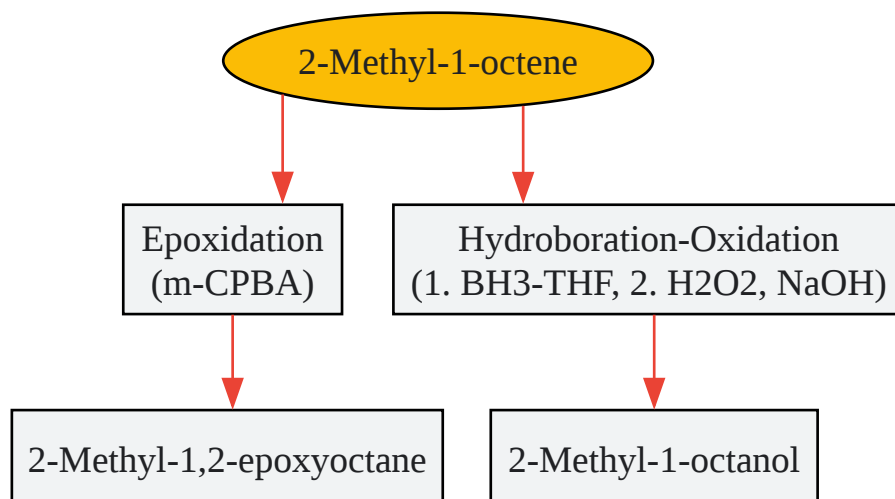 2-Methyl-1-octene
Epoxidation
(m-CPBA)
Hydroboration-Oxidation
(1. BH3-THF, 2. H2O2, NaOH)
2-Methyl-1,2-epoxyoctane
2-Methyl-1-octanol